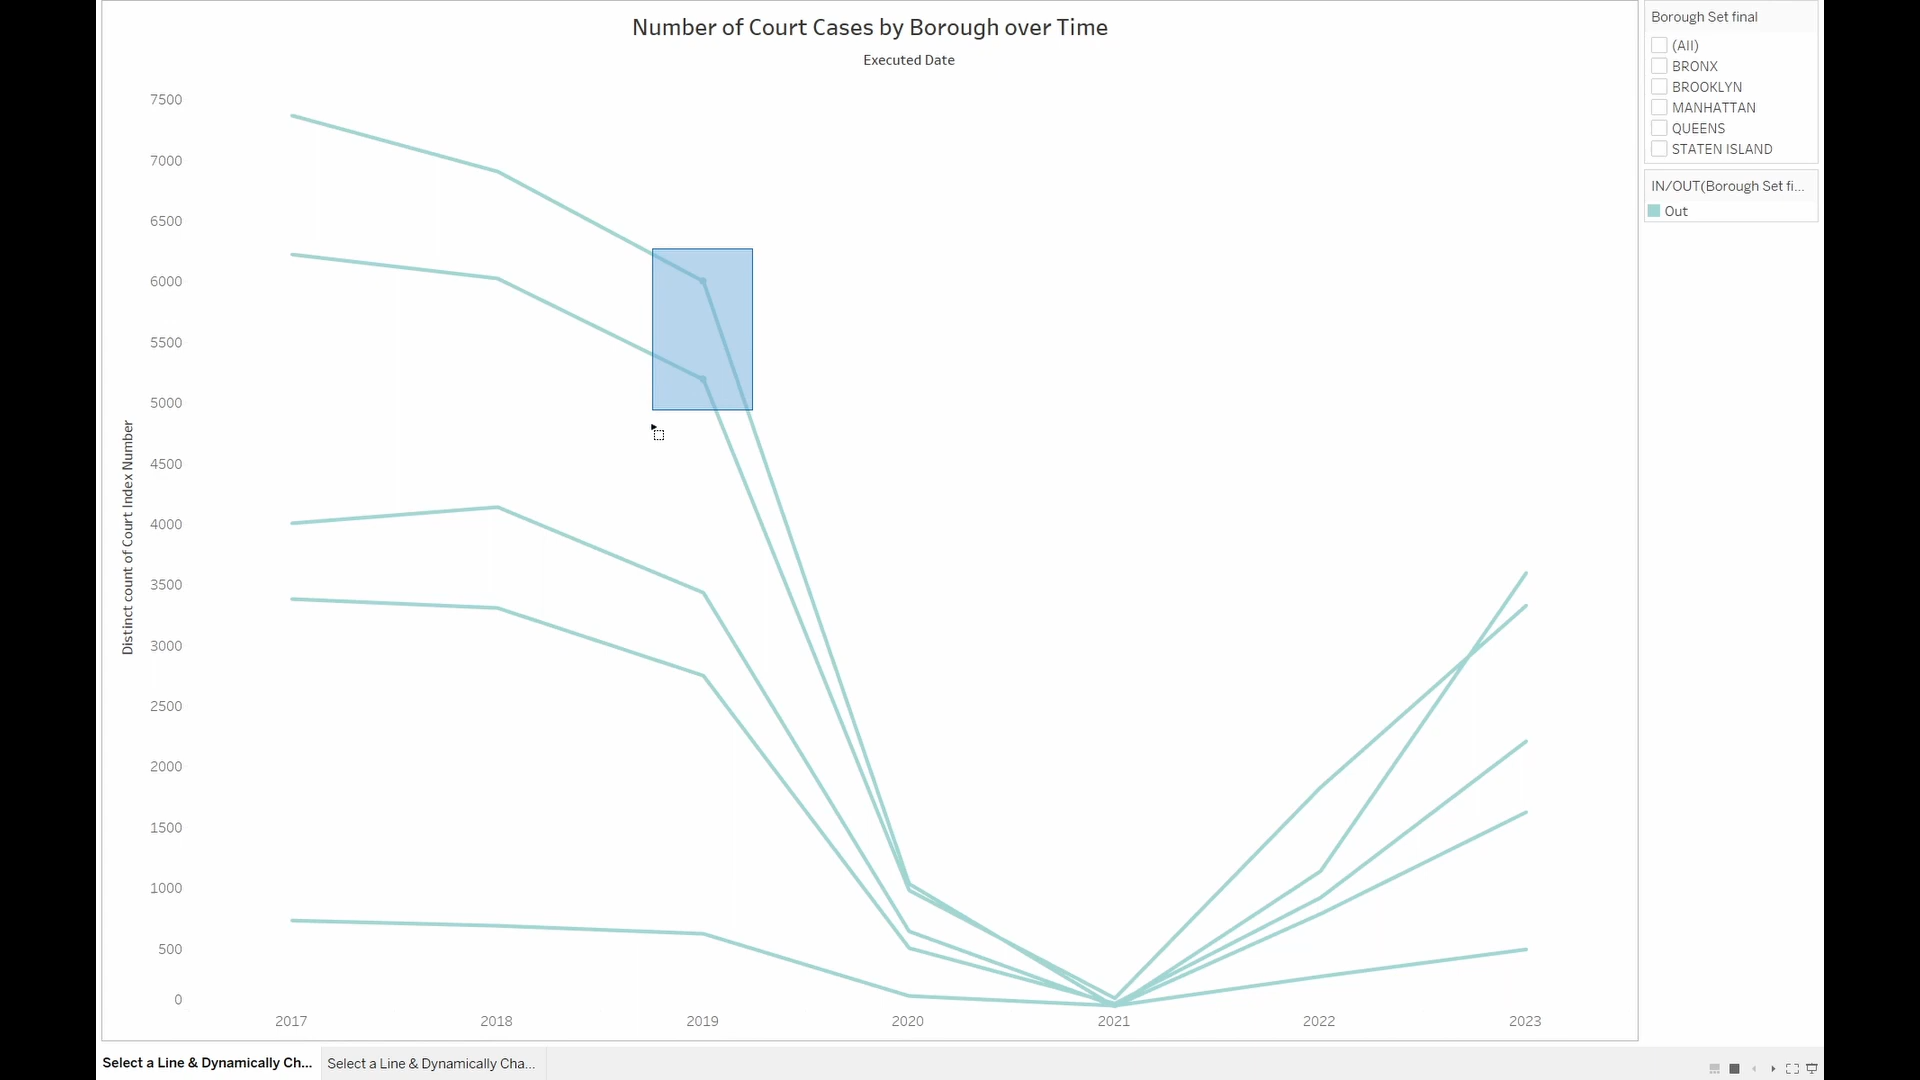 Number of Court Cases by Borough over Time
Executed Date
Distinct count of Court Index Number
7500
7000
6500
6000
5500
5000
4500
4000
3500
3000
2500
2000
1500
1000
500
0
2017 2018 2019 2020 2021 2022 2023
Borough Set final
(All)
BRONX
BROOKLYN
MANHATTAN
QUEENS
STATEN ISLAND
IN/OUT(Borough Set fi...
Out
Select a Line & Dynamically Ch... Select a Line & Dynamically Cha...